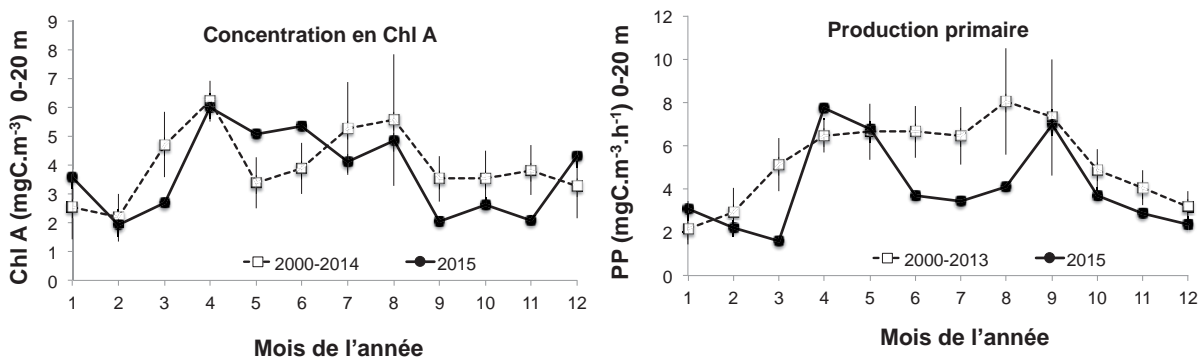 Concentration en Chl A
Chl A (mgC.m⁻³) 0-20 m
9
8
7
6
5
4
3
2
1
0
2000-2014
2015
1 2 3 4 5 6 7 8 9 10 11 12
Mois de l’année
Production primaire
PP (mgC.m⁻³.h⁻¹) 0-20 m
12
10
8
6
4
2
0
2000-2013
2015
1 2 3 4 5 6 7 8 9 10 11 12
Mois de l’année